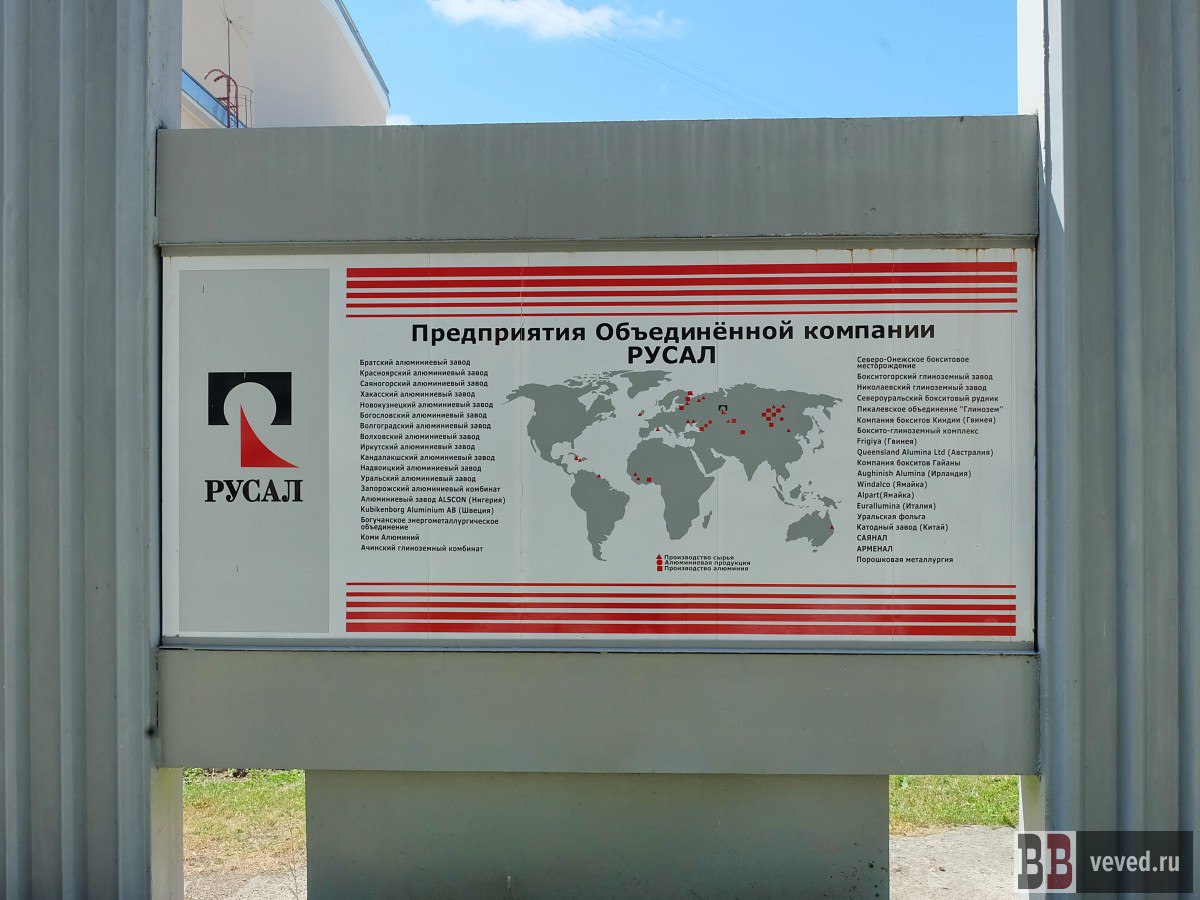 Предприятия Объединённой компании
РУСАЛ
РУСАЛ
Братский алюминиевый завод
Красноярский алюминиевый завод
Саяногорский алюминиевый завод
Хакасский алюминиевый завод
Новокузнецкий алюминиевый завод
Богословский алюминиевый завод
Волгоградский алюминиевый завод
Волховский алюминиевый завод
Иркутский алюминиевый завод
Кандалакшский алюминиевый завод
Надвоицкий алюминиевый завод
Уральский алюминиевый завод
Запорожский алюминиевый комбинат
Алюминиевый завод ALSCON (Нигерия)
Kubikenborg Aluminium AB (Швеция)
Богучанское энергометаллургическое
объединение
Коми Алюминий
Ачинский глиноземный комбинат
Производство сырья
Алюминиевая продукция
Производство алюминия
Северо-Онежское бокситовое
месторождение
Бокситогорский глиноземный завод
Николаевский глиноземный завод
Североуральский бокситовый рудник
Пикалевское объединение "Глинозем"
Компания бокситов Киндии (Гвинея)
Боксито-глиноземный комплекс
Frigiya (Гвинея)
Queensland Alumina Ltd (Австралия)
Компания бокситов Гайаны
Aughinish Alumina (Ирландия)
Windalco (Ямайка)
Alpart(Ямайка)
Eurallumina (Италия)
Уральская фольга
Катодный завод (Китай)
САЯНАЛ
АРМЕНАЛ
Порошковая металлургия
BB veved.ru